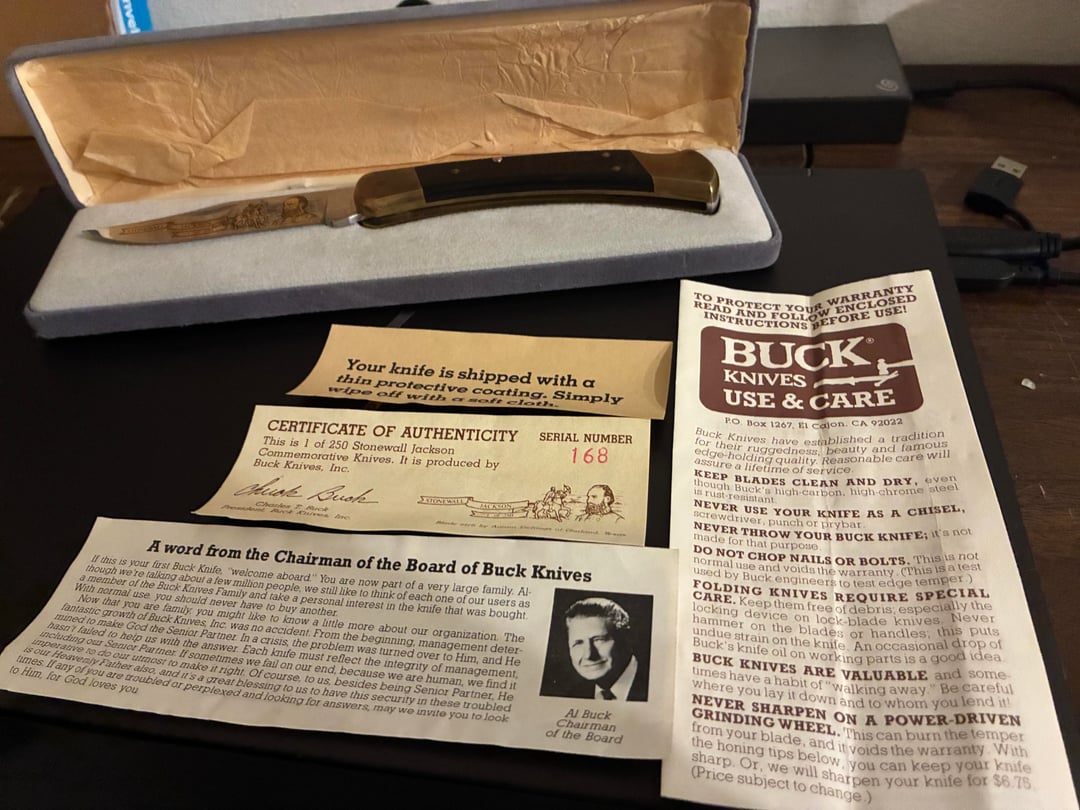 Your knife is shipped with a
thin protective coating. Simply
wipe off with a soft cloth.
CERTIFICATE OF AUTHENTICITY
This is 1 of 250 Stonewall Jackson
Commemorative Knives. It is produced by
Buck Knives, Inc.
SERIAL NUMBER
168
Chuck Buck
Charles T. Buck
President, Buck Knives, Inc.
STONEWALL
JACKSON
A word from the Chairman of the Board of Buck Knives
If this is your first Buck Knife, "welcome aboard." You are now part of a very large family. Al-
though we're talking about a few million people, we still like to think of each one of our users as
a member of the Buck Knives Family and take a personal interest in the knife that was bought.
With normal use, you should never have to buy another.
Now that you are family, you might like to know a little more about our organization. The
fantastic growth of Buck Knives, Inc. was no accident. From the beginning, management deter-
mined to make God the Senior Partner. In a crisis, the problem was turned over to Him, and He
hasn't failed to help us with the answer. Each knife must reflect the integrity of management,
including our Senior Partner. If sometimes we fail on our end, because we are human, we find it
imperative to do our utmost to make it right. Of course, to us, besides being Senior Partner, He
is our Heavenly Father also, and it's a great blessing to us to have this security in these troubled
times. If any of you are troubled or perplexed and looking for answers, may we invite you to look
to Him, for God loves you.
Al Buck
Chairman
of the Board
TO PROTECT YOUR WARRANTY
READ AND FOLLOW ENCLOSED
INSTRUCTIONS BEFORE USE!
BUCK®
KNIVES
USE & CARE
P.O. Box 1267, El Cajon, CA 92022
Buck Knives have established a tradition
for their ruggedness, beauty and famous
edge-holding quality. Reasonable care will
assure a lifetime of service.
KEEP BLADES CLEAN AND DRY, even
though Buck's high-carbon, high-chrome steel
is rust-resistant.
NEVER USE YOUR KNIFE AS A CHISEL,
screwdriver, punch or prybar.
NEVER THROW YOUR BUCK KNIFE; it's not
made for that purpose.
DO NOT CHOP NAILS OR BOLTS. This is not
normal use and voids the warranty. (This is a test
used by Buck engineers to test edge temper.)
FOLDING KNIVES REQUIRE SPECIAL
CARE. Keep them free of debris; especially the
locking device on lock-blade knives. Never
hammer on the blades or handles; this puts
undue strain on the knife. An occasional drop of
Buck's knife oil on working parts is a good idea.
BUCK KNIVES ARE VALUABLE and some-
times have a habit of "walking away." Be careful
where you lay it down and to whom you lend it!
NEVER SHARPEN ON A POWER-DRIVEN
GRINDING WHEEL. This can burn the temper
from your blade, and it voids the warranty. With
the honing tips below, you can keep your knife
sharp. Or, we will sharpen your knife for $6.75.
(Price subject to change.)